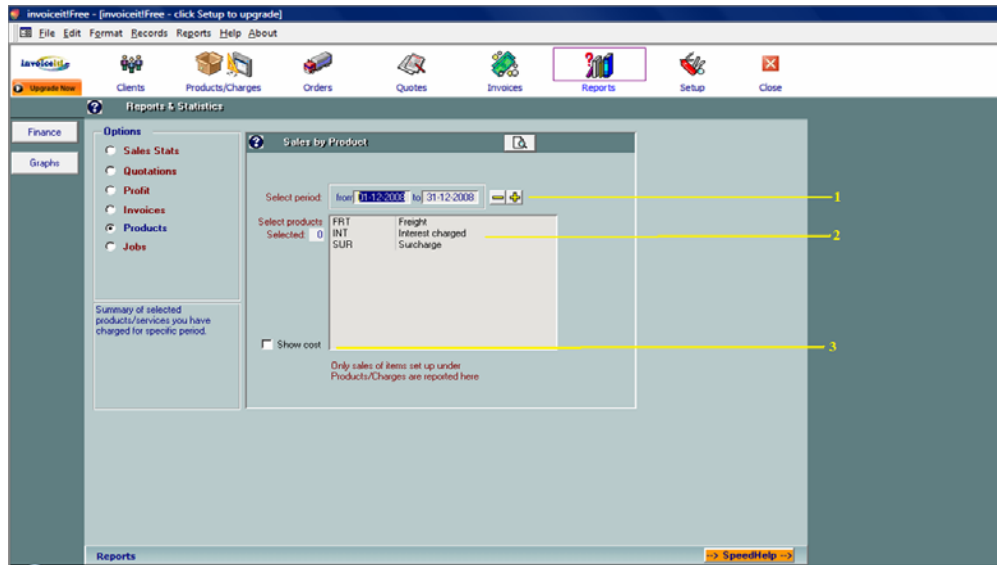 invoiceit!Free - [invoiceit!Free - click Setup to upgrade]
File Edit Format Records Reports Help About
invoiceit!
Upgrade Now
Clients Products/Charges Orders Quotes Invoices Reports Setup Close
Reports & Statistics
Finance
Graphs
Options
Sales Stats
Quotations
Profit
Invoices
Products
Jobs
Summary of selected
products/services you have
charged for specific period.
Sales by Product
Select period: from 01-12-2008 to 31-12-2008
1
Select products
Selected: 0
FRT Freight
INT Interest charged
SUR Surcharge
2
Show cost
3
Only sales of items set up under
Products/Charges are reported here
Reports
--> SpeedHelp -->